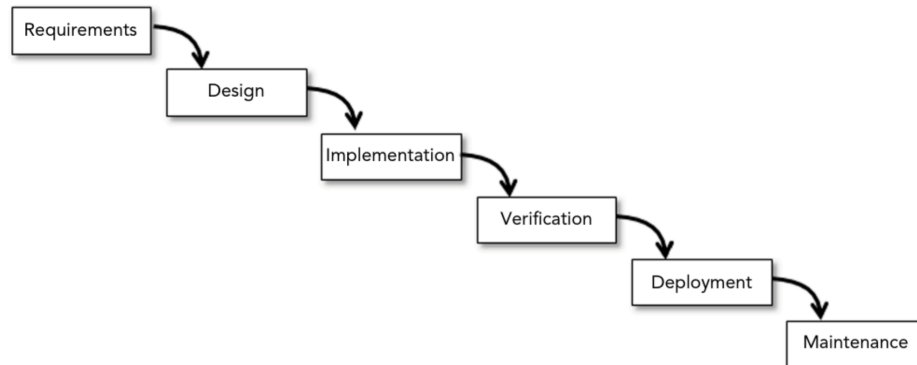 Requirements
Design
Implementation
Verification
Deployment
Maintenance